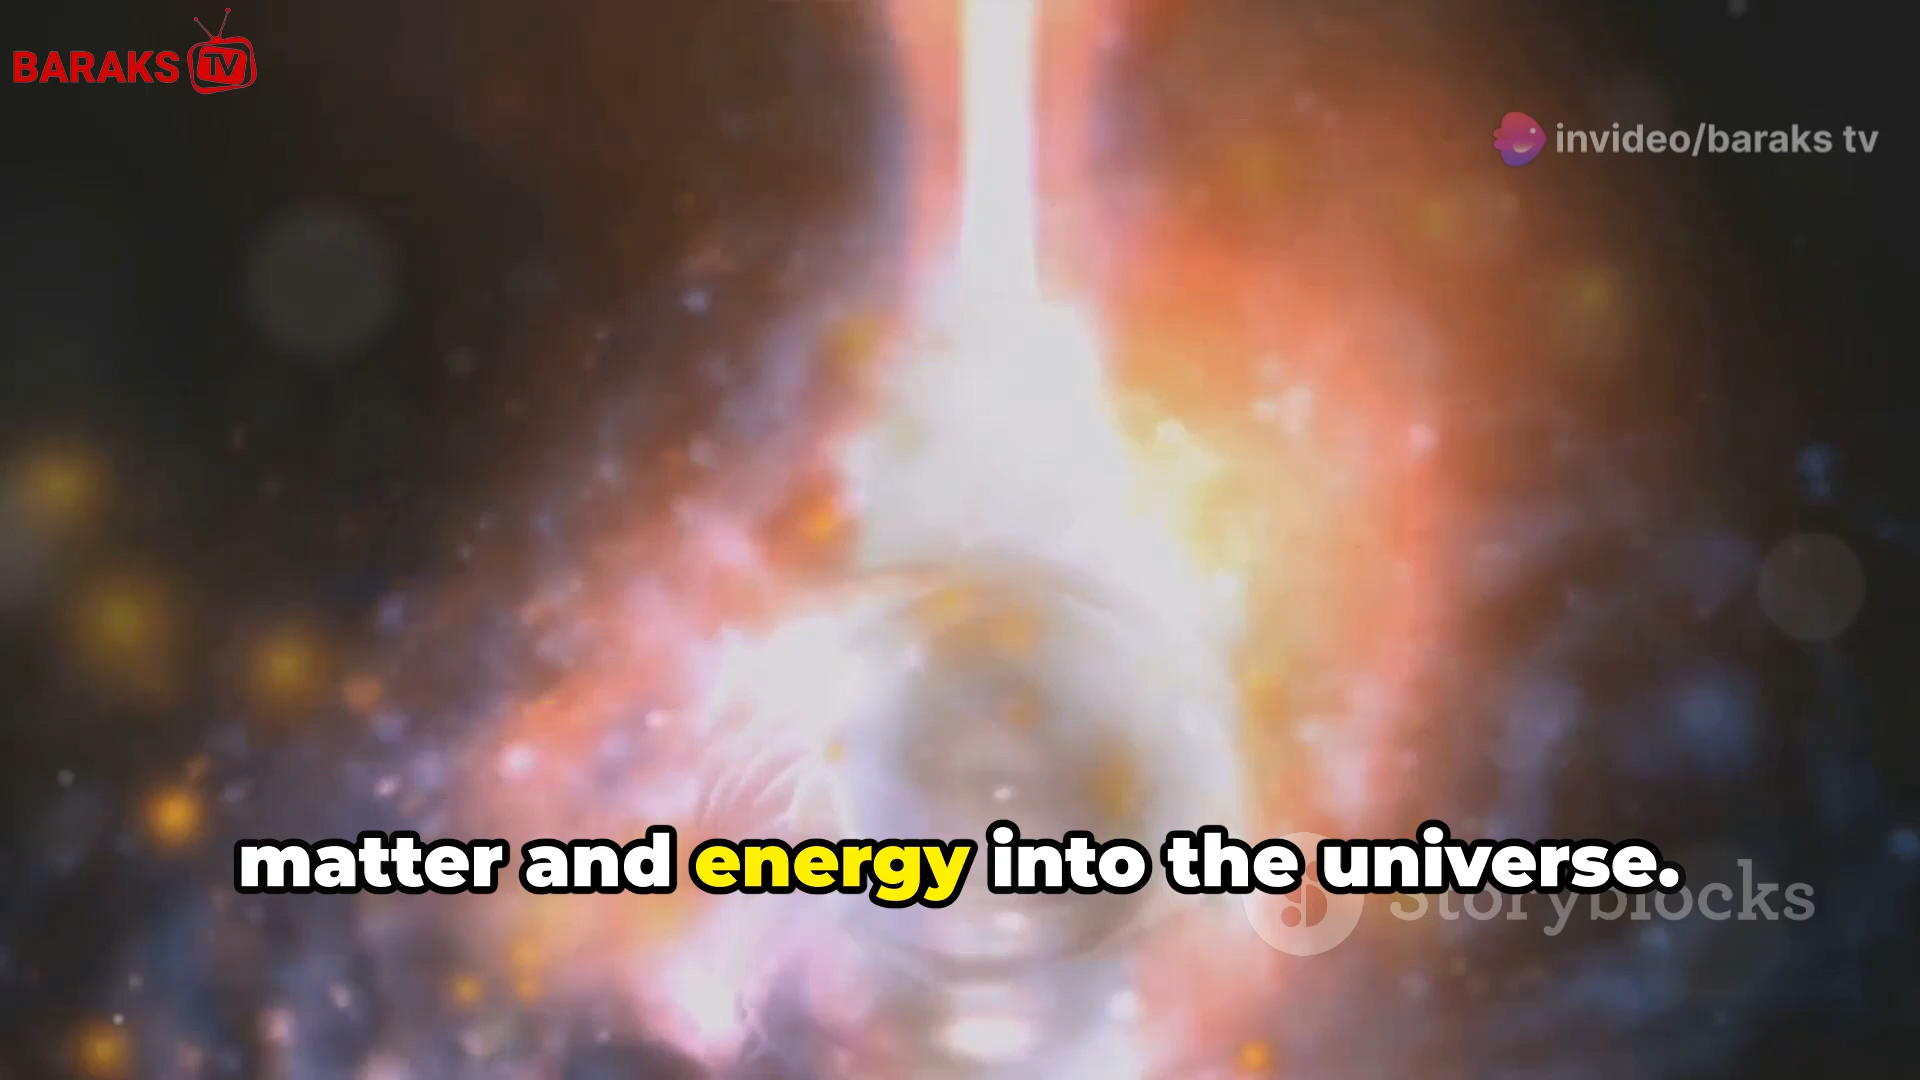 BARAKS TV
invideo/baraks tv
matter and energy into the universe.
Storyblocks